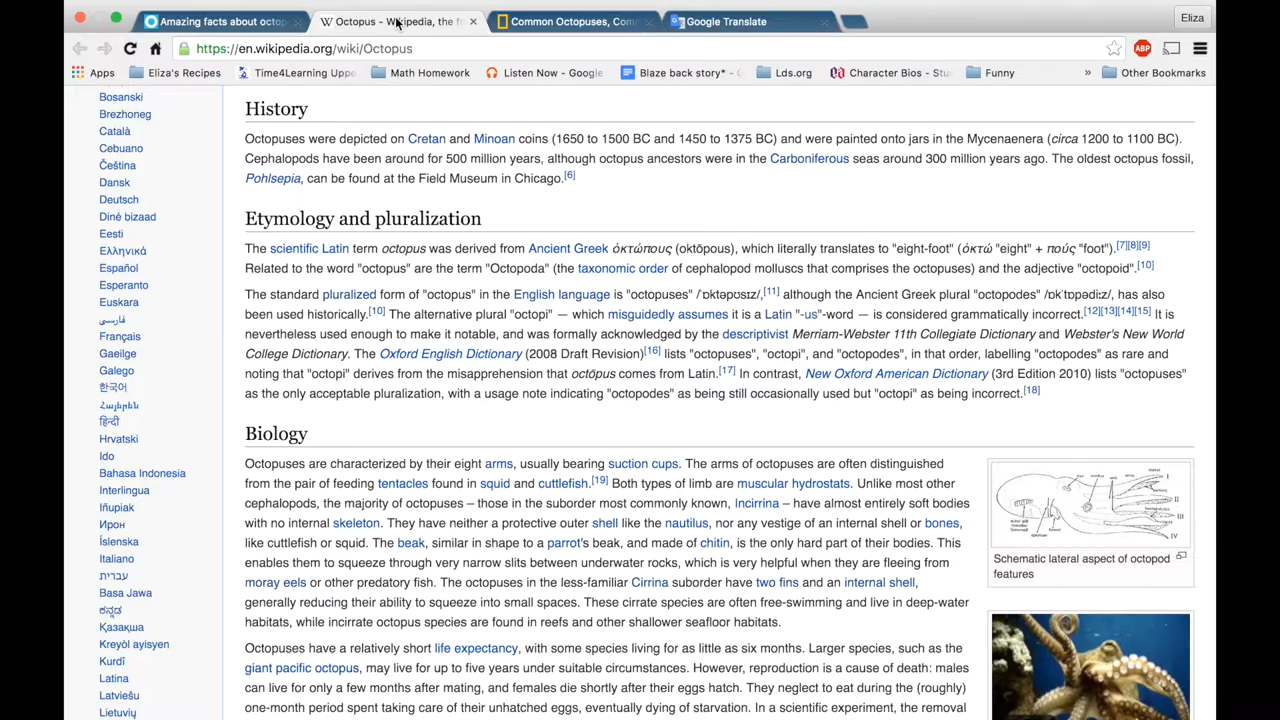 Amazing facts about octop
W Octopus - Wikipedia, the fr
Common Octopuses, Com
Google Translate
Eliza
https://en.wikipedia.org/wiki/Octopus
ABP
Apps
Eliza's Recipes
Time4Learning Uppe
Math Homework
Listen Now - Google
Blaze back story* - G
Lds.org
Character Bios - Stu
Funny
»
Other Bookmarks
Bosanski
Brezhoneg
Català
Cebuano
Čeština
Dansk
Deutsch
Diné bizaad
Eesti
Ελληνικά
Español
Esperanto
Euskara
فارسی
Français
Gaeilge
Galego
한국어
Հայերեն
हिन्दी
Hrvatski
Ido
Bahasa Indonesia
Interlingua
Iñupiak
Ирон
Íslenska
Italiano
עברית
Basa Jawa
ಕನ್ನಡ
Қазақша
Kreyòl ayisyen
Kurdî
Latina
Latviešu
Lietuvių
History
Octopuses were depicted on Cretan and Minoan coins (1650 to 1500 BC and 1450 to 1375 BC) and were painted onto jars in the Mycenaenera (circa 1200 to 1100 BC).
Cephalopods have been around for 500 million years, although octopus ancestors were in the Carboniferous seas around 300 million years ago. The oldest octopus fossil,
Pohlsepia, can be found at the Field Museum in Chicago.[6]
Etymology and pluralization
The scientific Latin term octopus was derived from Ancient Greek ὀκτώπους (oktōpous), which literally translates to "eight-foot" (ὀκτώ "eight" + πούς "foot").[7][8][9]
Related to the word "octopus" are the term "Octopoda" (the taxonomic order of cephalopod molluscs that comprises the octopuses) and the adjective "octopoid".[10]
The standard pluralized form of "octopus" in the English language is "octopuses" /ˈɒktəpʊsɪz/,[11] although the Ancient Greek plural "octopodes" /ɒkˈtɒpədiːz/, has also
been used historically.[10] The alternative plural "octopi" — which misguidedly assumes it is a Latin "-us"-word — is considered grammatically incorrect.[12][13][14][15] It is
nevertheless used enough to make it notable, and was formally acknowledged by the descriptivist Merriam-Webster 11th Collegiate Dictionary and Webster's New World
College Dictionary. The Oxford English Dictionary (2008 Draft Revision)[16] lists "octopuses", "octopi", and "octopodes", in that order, labelling "octopodes" as rare and
noting that "octopi" derives from the misapprehension that octōpus comes from Latin.[17] In contrast, New Oxford American Dictionary (3rd Edition 2010) lists "octopuses"
as the only acceptable pluralization, with a usage note indicating "octopodes" as being still occasionally used but "octopi" as being incorrect.[18]
Biology
Octopuses are characterized by their eight arms, usually bearing suction cups. The arms of octopuses are often distinguished
from the pair of feeding tentacles found in squid and cuttlefish.[19] Both types of limb are muscular hydrostats. Unlike most other
cephalopods, the majority of octopuses – those in the suborder most commonly known, Incirrina – have almost entirely soft bodies
with no internal skeleton. They have neither a protective outer shell like the nautilus, nor any vestige of an internal shell or bones,
like cuttlefish or squid. The beak, similar in shape to a parrot's beak, and made of chitin, is the only hard part of their bodies. This
enables them to squeeze through very narrow slits between underwater rocks, which is very helpful when they are fleeing from
moray eels or other predatory fish. The octopuses in the less-familiar Cirrina suborder have two fins and an internal shell,
generally reducing their ability to squeeze into small spaces. These cirrate species are often free-swimming and live in deep-water
habitats, while incirrate octopus species are found in reefs and other shallower seafloor habitats.
Octopuses have a relatively short life expectancy, with some species living for as little as six months. Larger species, such as the
giant pacific octopus, may live for up to five years under suitable circumstances. However, reproduction is a cause of death: males
can live for only a few months after mating, and females die shortly after their eggs hatch. They neglect to eat during the (roughly)
one-month period spent taking care of their unhatched eggs, eventually dying of starvation. In a scientific experiment, the removal
I
II
III
IV
Schematic lateral aspect of octopod
features